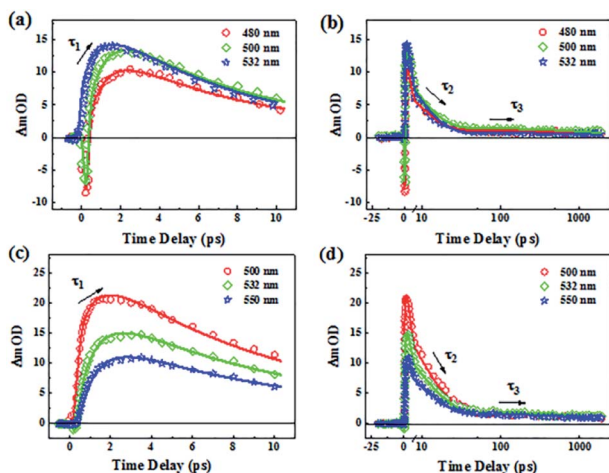 (a)
τ1
480 nm
500 nm
532 nm
ΔmOD
15
10
5
0
-5
-10
0 2 4 6 8 10
Time Delay (ps)
(b)
480 nm
500 nm
532 nm
τ2
τ3
ΔmOD
15
10
5
0
-5
-10
-25 0 10 100 1000
Time Delay (ps)
(c)
τ1
500 nm
532 nm
550 nm
ΔmOD
25
20
15
10
5
0
0 2 4 6 8 10
Time Delay (ps)
(d)
500 nm
532 nm
550 nm
τ2
τ3
ΔmOD
25
20
15
10
5
0
-25 0 10 100 1000
Time Delay (ps)